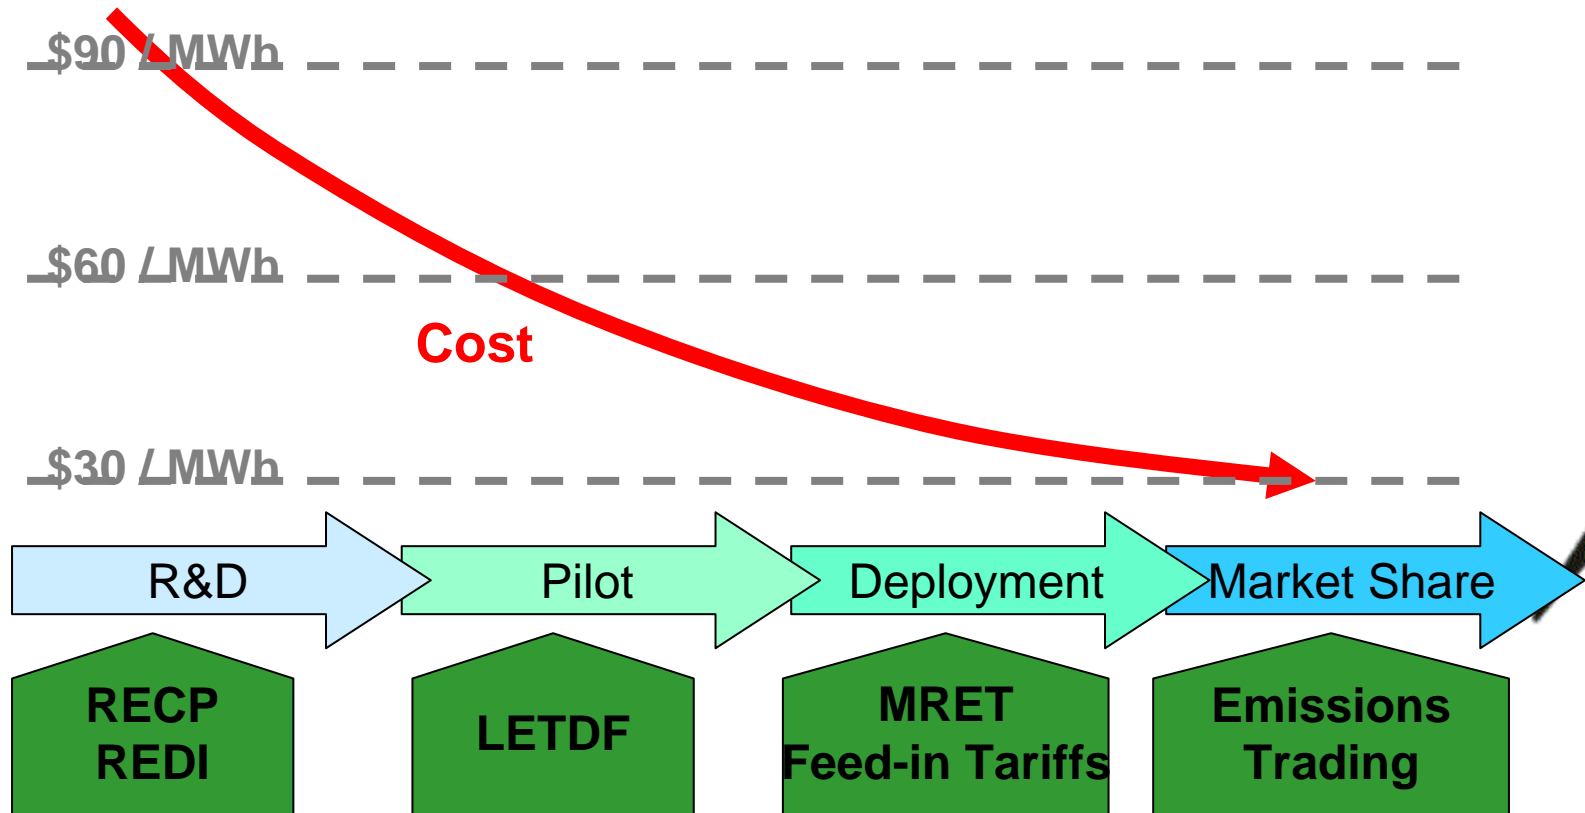 $90 / MWh
$60 / MWh
Cost
$30 / MWh
R&D
Pilot
Deployment
Market Share
RECP
REDI
LETDF
MRET
Feed-in Tariffs
Emissions
Trading